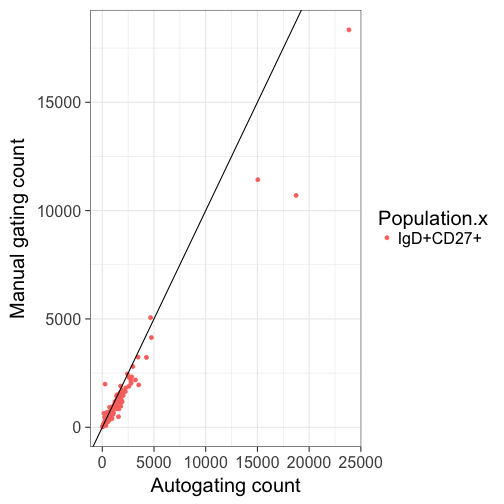 15000
10000
5000
0
Manual gating count
0 5000 10000 15000 20000 25000
Autogating count
Population.x
IgD+CD27+